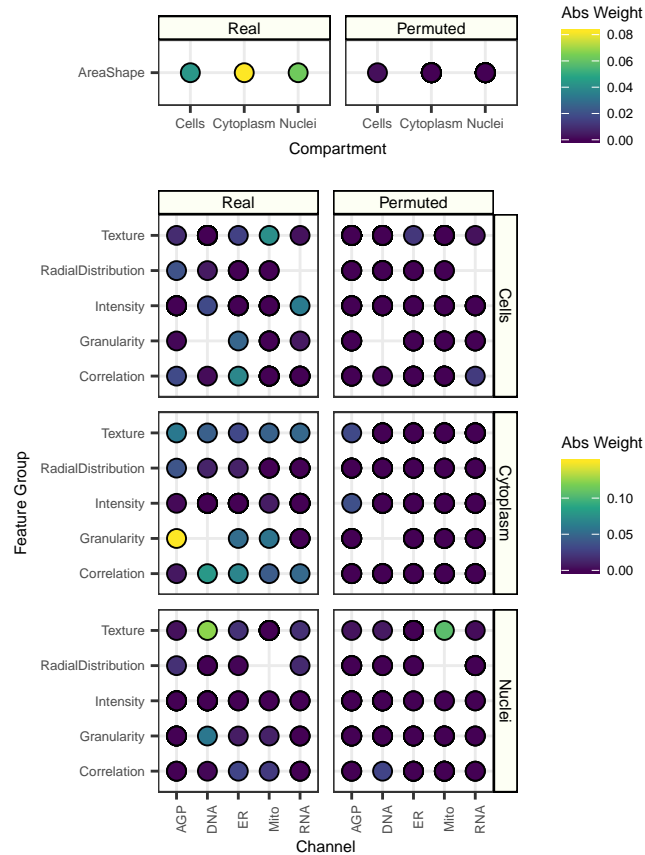 Real Permuted
AreaShape
Cells Cytoplasm Nuclei Cells Cytoplasm Nuclei
Compartment
Abs Weight
0.08
0.06
0.04
0.02
0.00
Real Permuted
Feature Group
Texture
RadialDistribution
Intensity
Granularity
Correlation
Cells
Texture
RadialDistribution
Intensity
Granularity
Correlation
Cytoplasm
Texture
RadialDistribution
Intensity
Granularity
Correlation
Nuclei
AGP DNA ER Mito RNA AGP DNA ER Mito RNA
Channel
Abs Weight
0.10
0.05
0.00